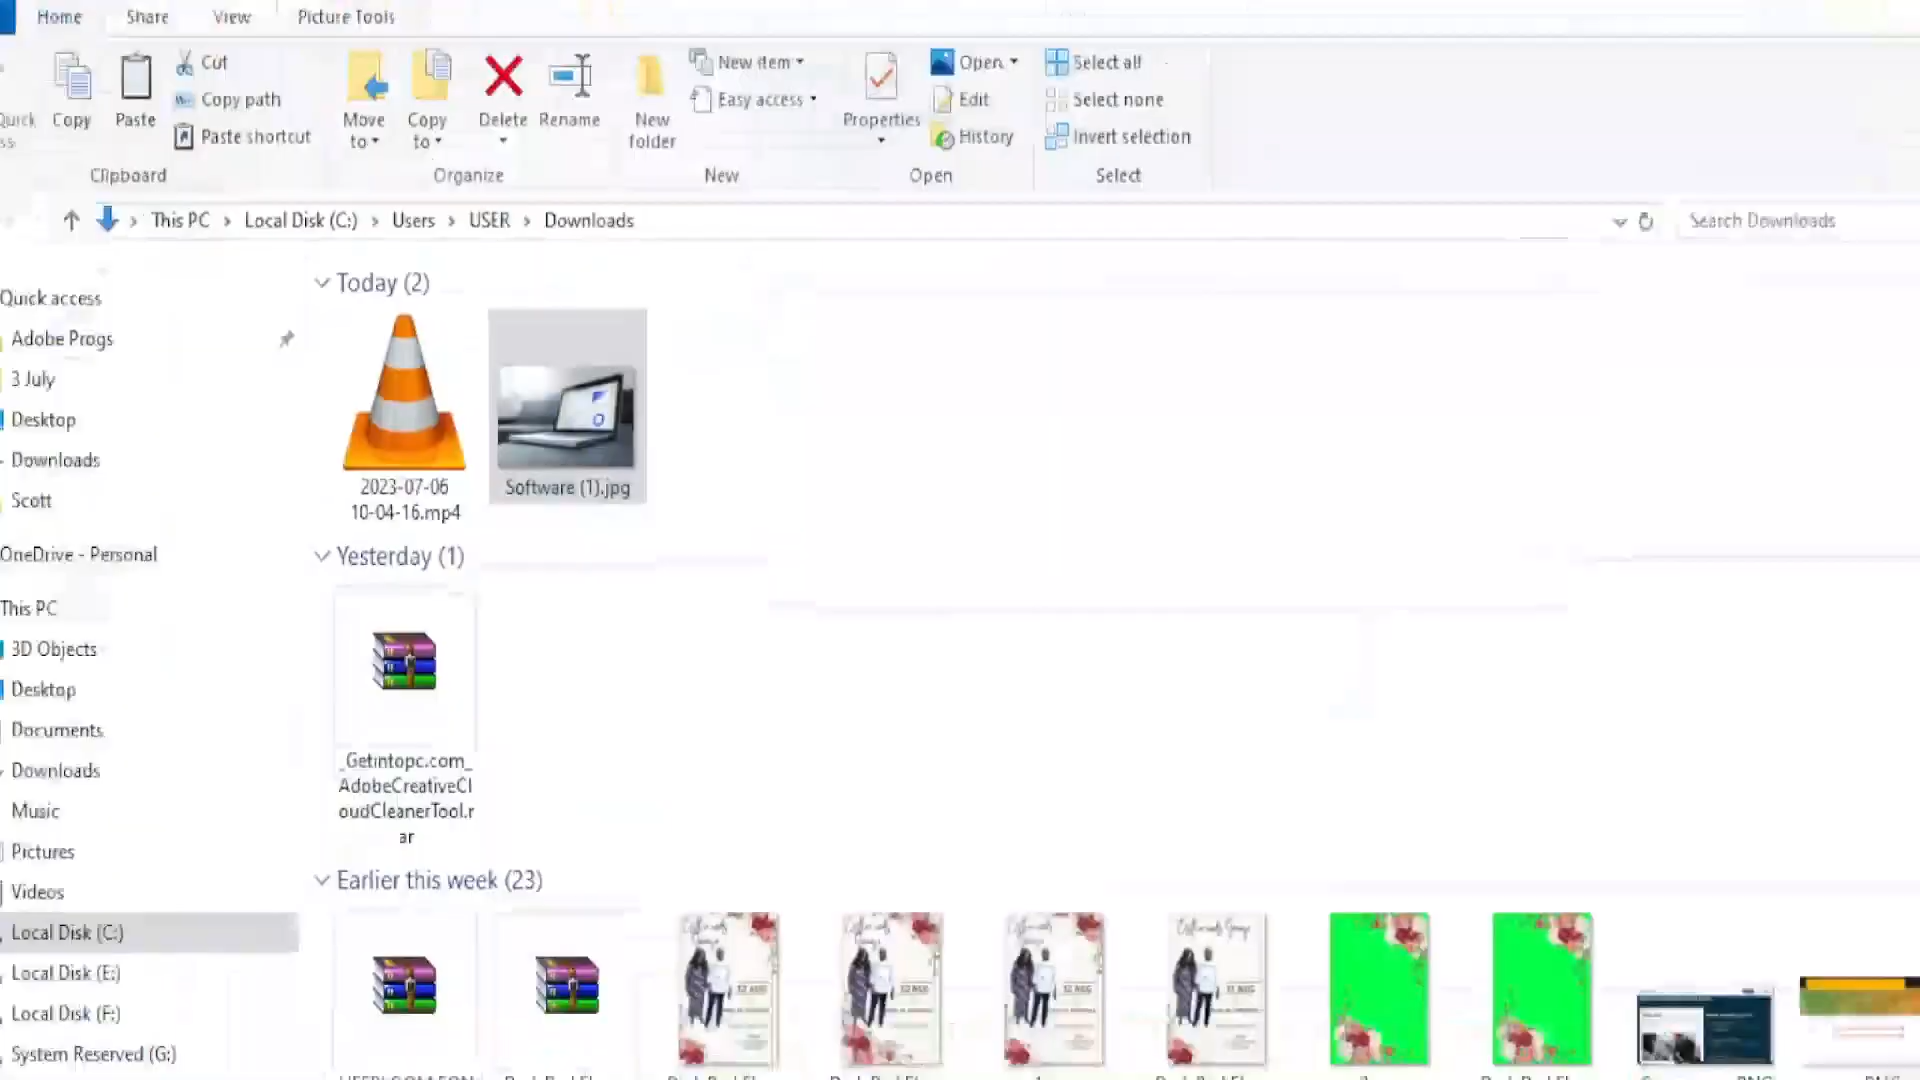 Home Share View Picture Tools
Copy
Paste
Cut
Copy path
Paste shortcut
Clipboard
Move to
Copy to
Delete
Rename
Organize
New folder
New item
Easy access
New
Properties
Open
Edit
History
Open
Select all
Select none
Invert selection
Select
This PC > Local Disk (C:) > Users > USER > Downloads
Search Downloads
Quick access
Adobe Progs
3 July
Desktop
Downloads
Scott
OneDrive - Personal
This PC
3D Objects
Desktop
Documents
Downloads
Music
Pictures
Videos
Local Disk (C:)
Local Disk (E:)
Local Disk (F:)
System Reserved (G:)
Today (2)
2023-07-06
10-04-16.mp4
Software (1).jpg
Yesterday (1)
_Getintopc.com_
AdobeCreativeCl
oudCleanerTool.r
ar
Earlier this week (23)